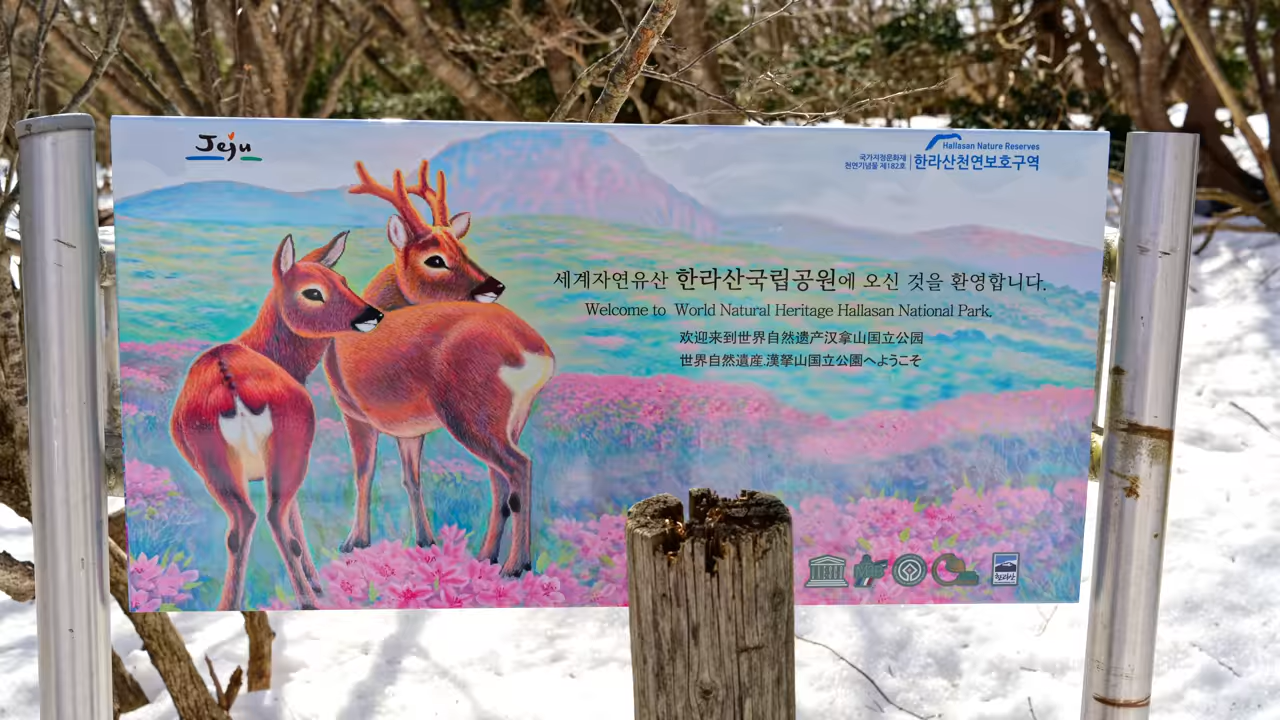 Jeju
Hallasan Nature Reserves
국가지정문화재
천연기념물 제182호
한라산천연보호구역
세계자연유산 한라산국립공원에 오신 것을 환영합니다.
Welcome to World Natural Heritage Hallasan National Park.
欢迎来到世界自然遗产汉拿山国立公园
世界自然遺産,漢拏山国立公園へようこそ
한라산